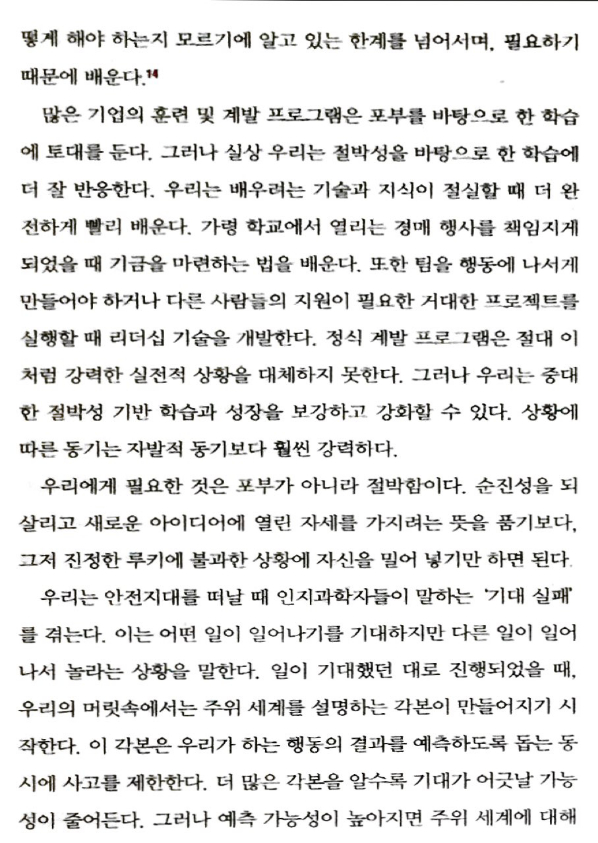 떻게 해야 하는지 모르기에 알고 있는 한계를 넘어서며, 필요하기
때문에 배운다.14
많은 기업의 훈련 및 계발 프로그램은 포부를 바탕으로 한 학습
에 토대를 둔다. 그러나 실상 우리는 절박성을 바탕으로 한 학습에
더 잘 반응한다. 우리는 배우려는 기술과 지식이 절실할 때 더 완
전하게 빨리 배운다. 가령 학교에서 열리는 경매 행사를 책임지게
되었을 때 기금을 마련하는 법을 배운다. 또한 팀을 행동에 나서게
만들어야 하거나 다른 사람들의 지원이 필요한 거대한 프로젝트를
실행할 때 리더십 기술을 개발한다. 정식 계발 프로그램은 절대 이
처럼 강력한 실전적 상황을 대체하지 못한다. 그러나 우리는 중대
한 절박성 기반 학습과 성장을 보강하고 강화할 수 있다. 상황에
따른 동기는 자발적 동기보다 훨씬 강력하다.
우리에게 필요한 것은 포부가 아니라 절박함이다. 순진성을 되
살리고 새로운 아이디어에 열린 자세를 가지려는 뜻을 품기보다,
그저 진정한 루키에 불과한 상황에 자신을 밀어 넣기만 하면 된다.
우리는 안전지대를 떠날 때 인지과학자들이 말하는 '기대 실패'
를 겪는다. 이는 어떤 일이 일어나기를 기대하지만 다른 일이 일어
나서 놀라는 상황을 말한다. 일이 기대했던 대로 진행되었을 때,
우리의 머릿속에서는 주위 세계를 설명하는 각본이 만들어지기 시
작한다. 이 각본은 우리가 하는 행동의 결과를 예측하도록 돕는 동
시에 사고를 제한한다. 더 많은 각본을 알수록 기대가 어긋날 가능
성이 줄어든다. 그러나 예측 가능성이 높아지면 주위 세계에 대해